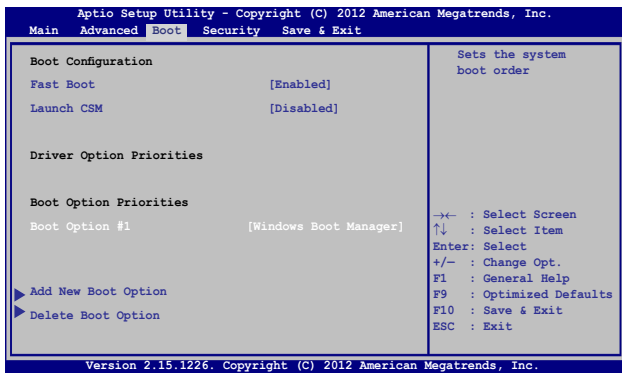 Aptio Setup Utility - Copyright (C) 2012 American Megatrends, Inc.
Main Advanced Boot Security Save & Exit
Boot Configuration
Fast Boot [Enabled]
Launch CSM [Disabled]
Driver Option Priorities
Boot Option Priorities
Boot Option #1 [Windows Boot Manager]
Add New Boot Option
Delete Boot Option
Sets the system
boot order
→← : Select Screen
↑↓ : Select Item
Enter: Select
+/— : Change Opt.
F1 : General Help
F9 : Optimized Defaults
F10 : Save & Exit
ESC : Exit
Version 2.15.1226. Copyright (C) 2012 American Megatrends, Inc.